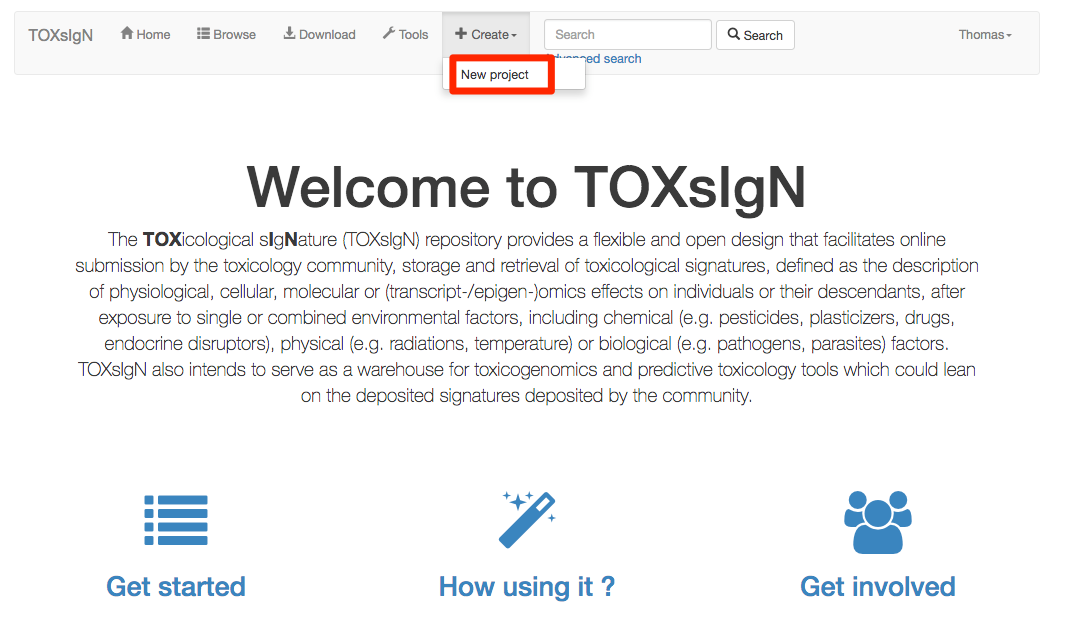 TOXsIgN Home Browse Download Tools Create Search Search Thomas
Advanced search
New project
Welcome to TOXsIgN
The TOXicological sIgNature (TOXsIgN) repository provides a flexible and open design that facilitates online
submission by the toxicology community, storage and retrieval of toxicological signatures, defined as the description
of physiological, cellular, molecular or (transcript-/epigen-)omics effects on individuals or their descendants, after
exposure to single or combined environmental factors, including chemical (e.g. pesticides, plasticizers, drugs,
endocrine disruptors), physical (e.g. radiations, temperature) or biological (e.g. pathogens, parasites) factors.
TOXsIgN also intends to serve as a warehouse for toxicogenomics and predictive toxicology tools which could lean
on the deposited signatures deposited by the community.
Get started How using it ? Get involved